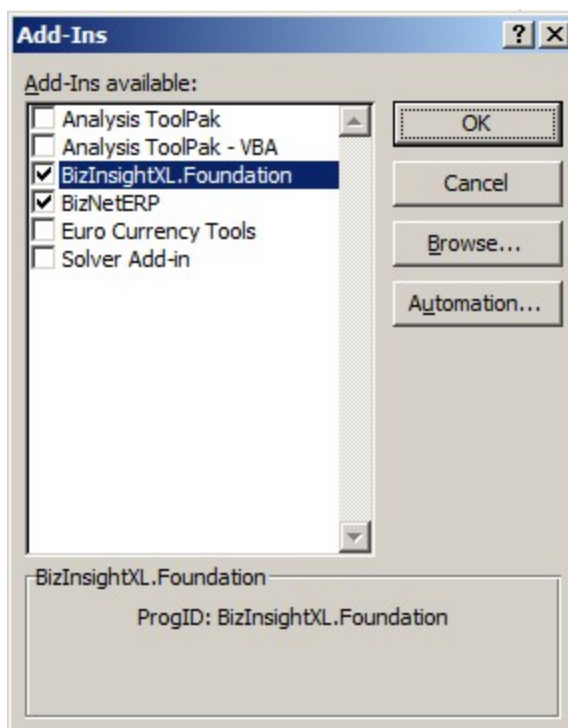 Add-Ins
Add-Ins available:
Analysis ToolPak
Analysis ToolPak - VBA
BizInsightXL.Foundation
BizNetERP
Euro Currency Tools
Solver Add-in
OK
Cancel
Browse...
Automation...
BizInsightXL.Foundation
ProgID: BizInsightXL.Foundation